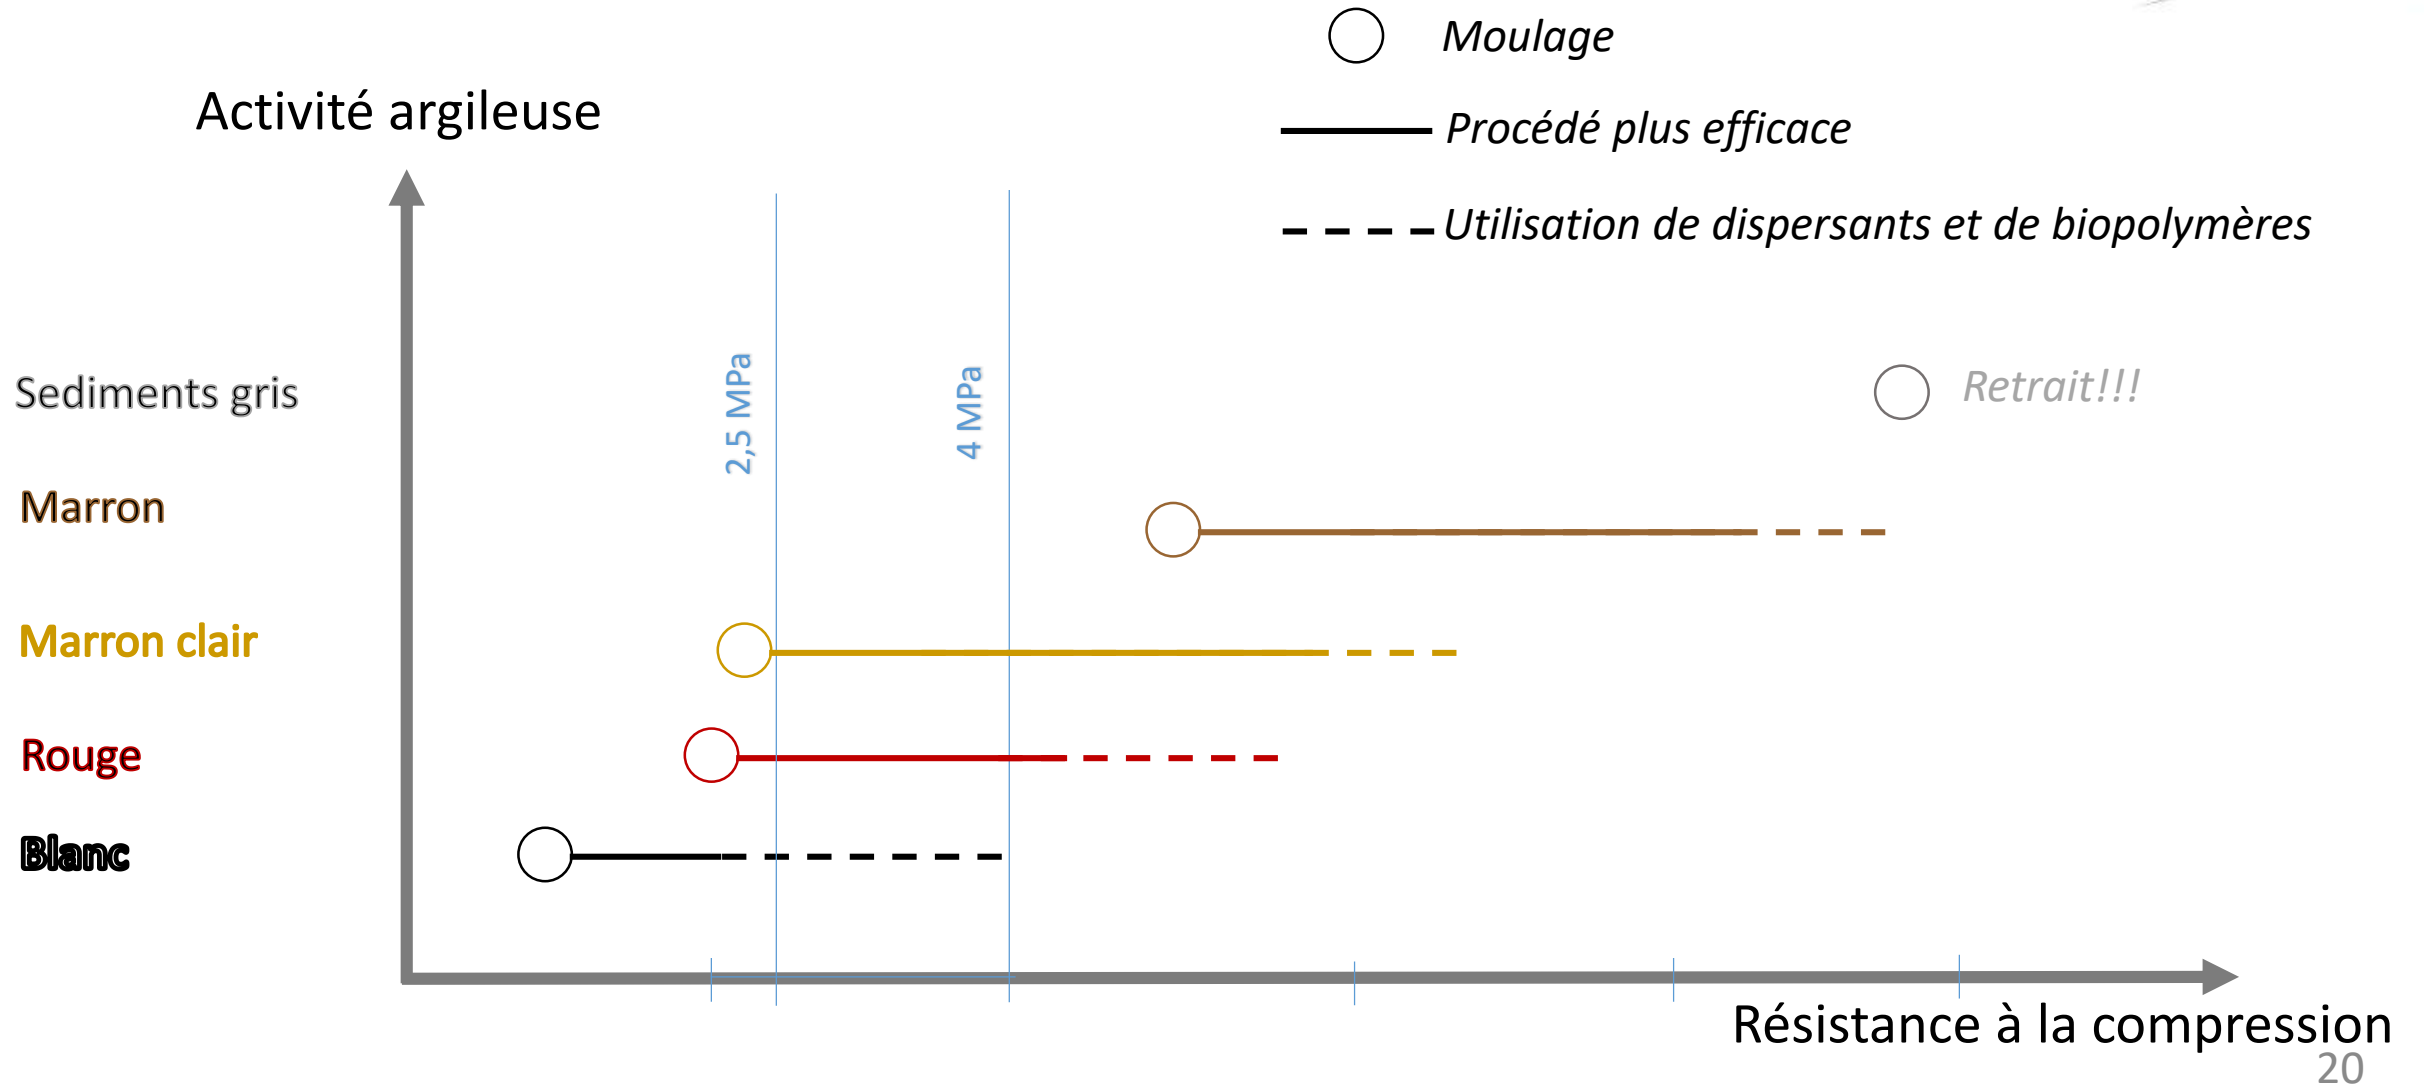 Moulage
Activité argileuse
Procédé plus efficace
Utilisation de dispersants et de biopolymères
2,5 MPa
4 MPa
Sediments gris
Retrait!!!
Marron
Marron clair
Rouge
Blanc
Résistance à la compression
20